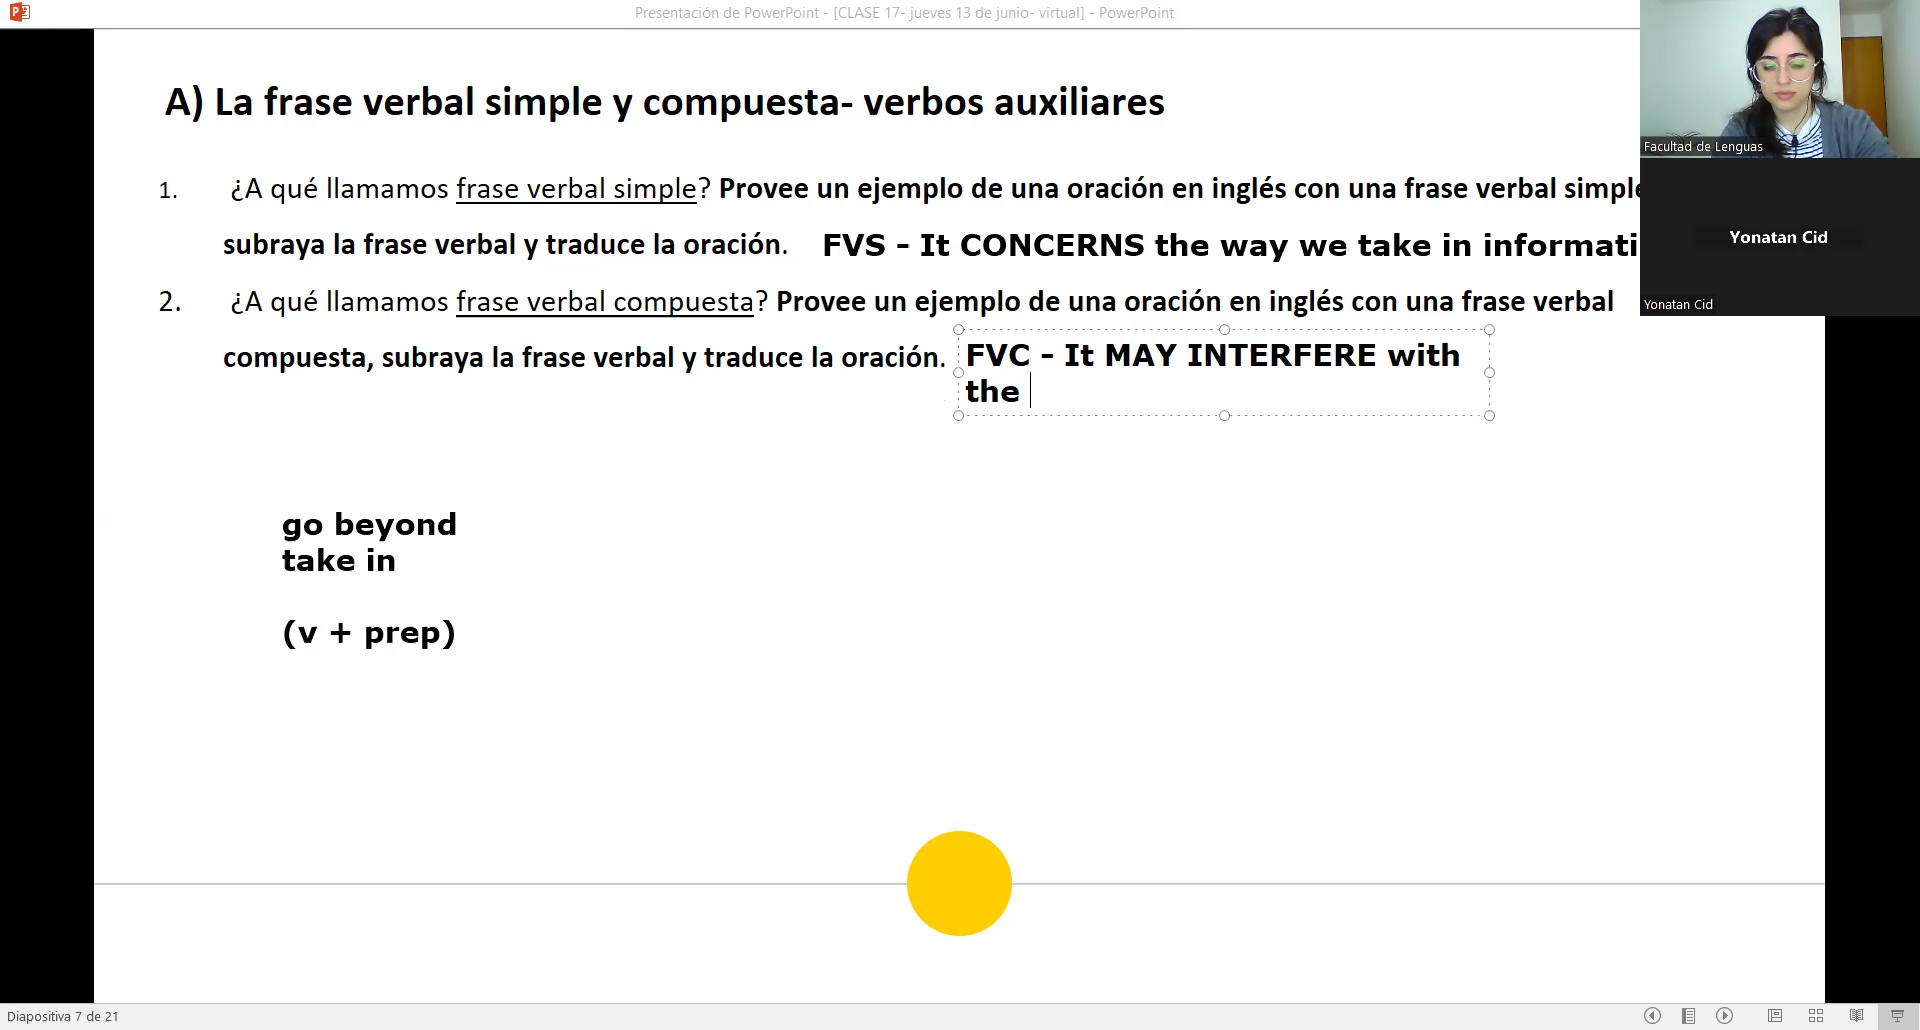 Presentación de PowerPoint - [CLASE 17- jueves 13 de junio- virtual] - PowerPoint
A) La frase verbal simple y compuesta- verbos auxiliares
1. ¿A qué llamamos frase verbal simple? Provee un ejemplo de una oración en inglés con una frase verbal simple
subraya la frase verbal y traduce la oración. FVS - It CONCERNS the way we take in informati
2. ¿A qué llamamos frase verbal compuesta? Provee un ejemplo de una oración en inglés con una frase verbal
compuesta, subraya la frase verbal y traduce la oración. FVC - It MAY INTERFERE with
the
go beyond
take in
(v + prep)
Facultad de Lenguas
Yonatan Cid
Yonatan Cid
Diapositiva 7 de 21